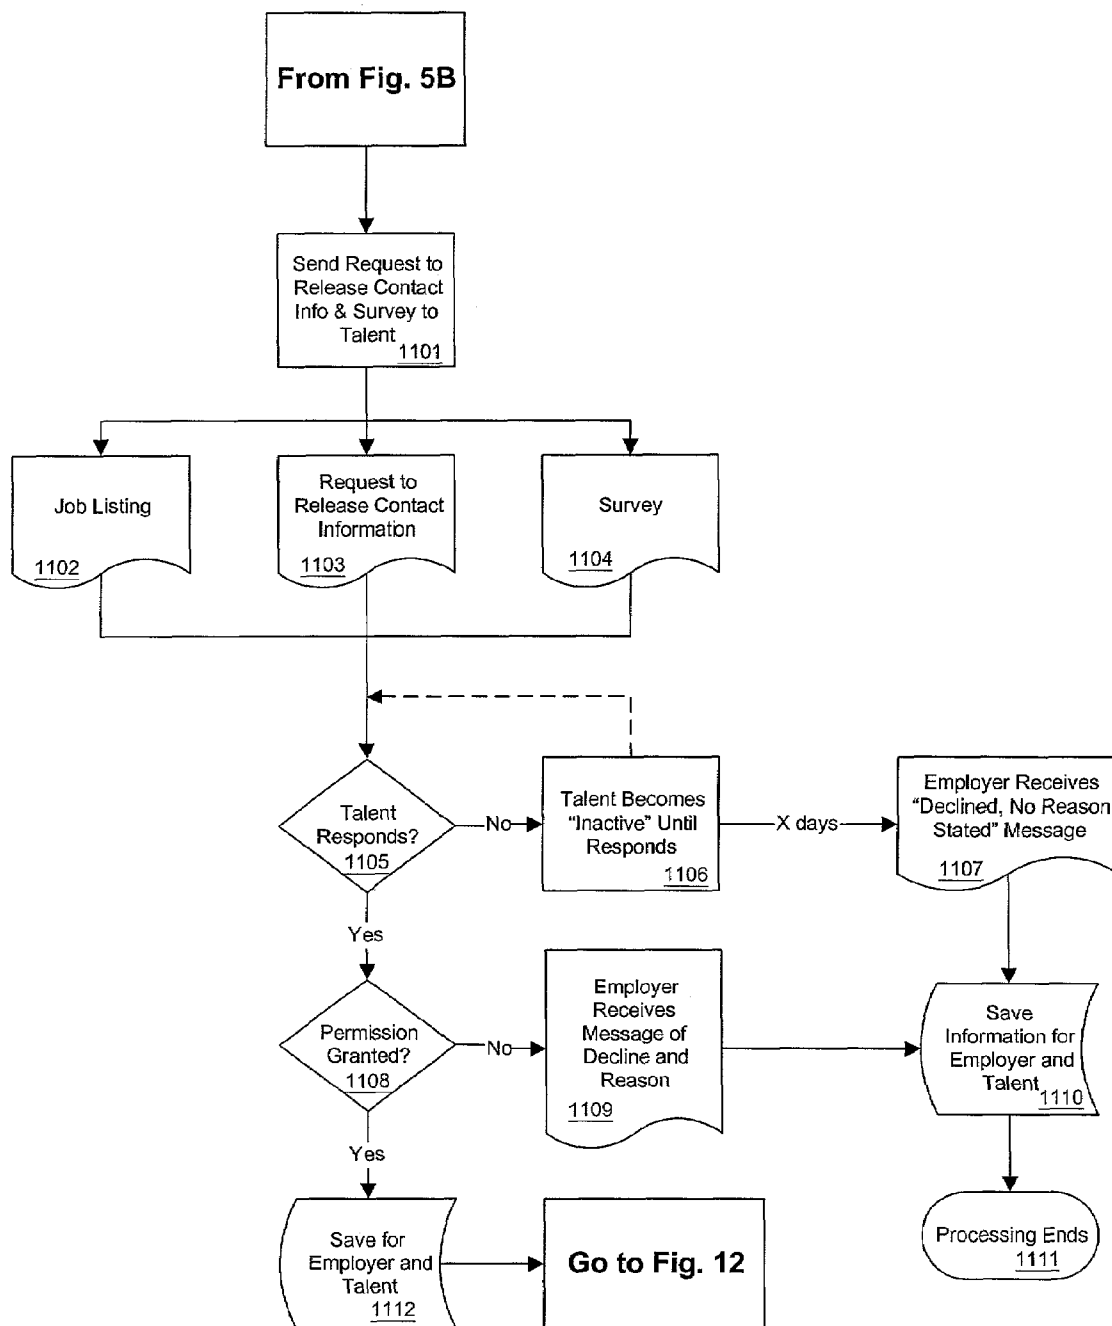 From Fig. 5B
Send Request to
Release Contact
Info & Survey to
Talent
1101
Job Listing
1102
Request to
Release Contact
Information
1103
Survey
1104
Talent
Responds?
1105
No
Talent Becomes
“Inactive” Until
Responds
1106
X days
Employer Receives
“Declined, No Reason
Stated” Message
1107
Yes
Permission
Granted?
1108
No
Employer
Receives
Message of
Decline and
Reason
1109
Save
Information for
Employer and
Talent
1110
Yes
Save for
Employer and
Talent
1112
Go to Fig. 12
Processing Ends
1111